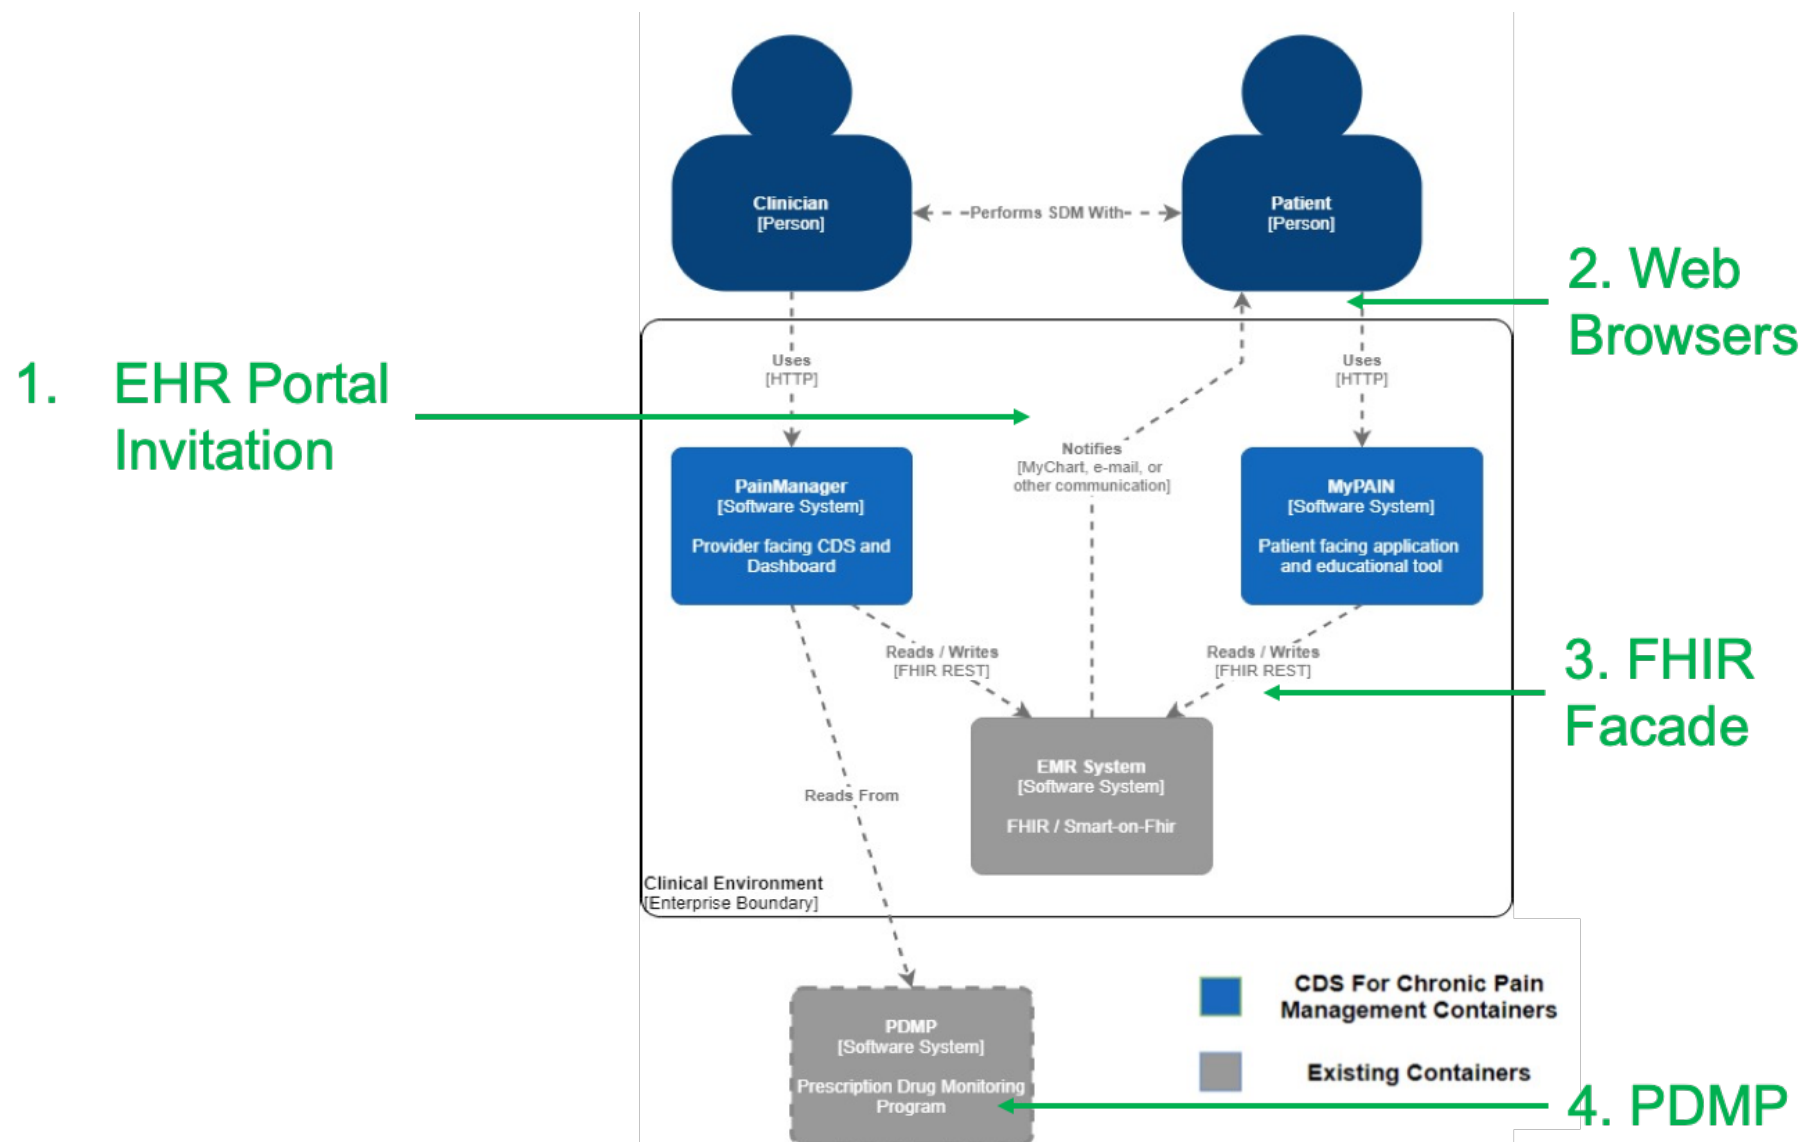 Clinician
[Person]
Performs SDM With
Patient
[Person]
2. Web
Browsers
1. EHR Portal
Invitation
Uses
[HTTP]
Uses
[HTTP]
Notifies
[MyChart, e-mail, or
other communication]
PainManager
[Software System]
Provider facing CDS and
Dashboard
MyPAIN
[Software System]
Patient facing application
and educational tool
Reads / Writes
[FHIR REST]
Reads / Writes
[FHIR REST]
3. FHIR
Facade
EMR System
[Software System]
FHIR / Smart-on-Fhir
Reads From
Clinical Environment
[Enterprise Boundary]
PDMP
[Software System]
Prescription Drug Monitoring
Program
CDS For Chronic Pain
Management Containers
Existing Containers
4. PDMP